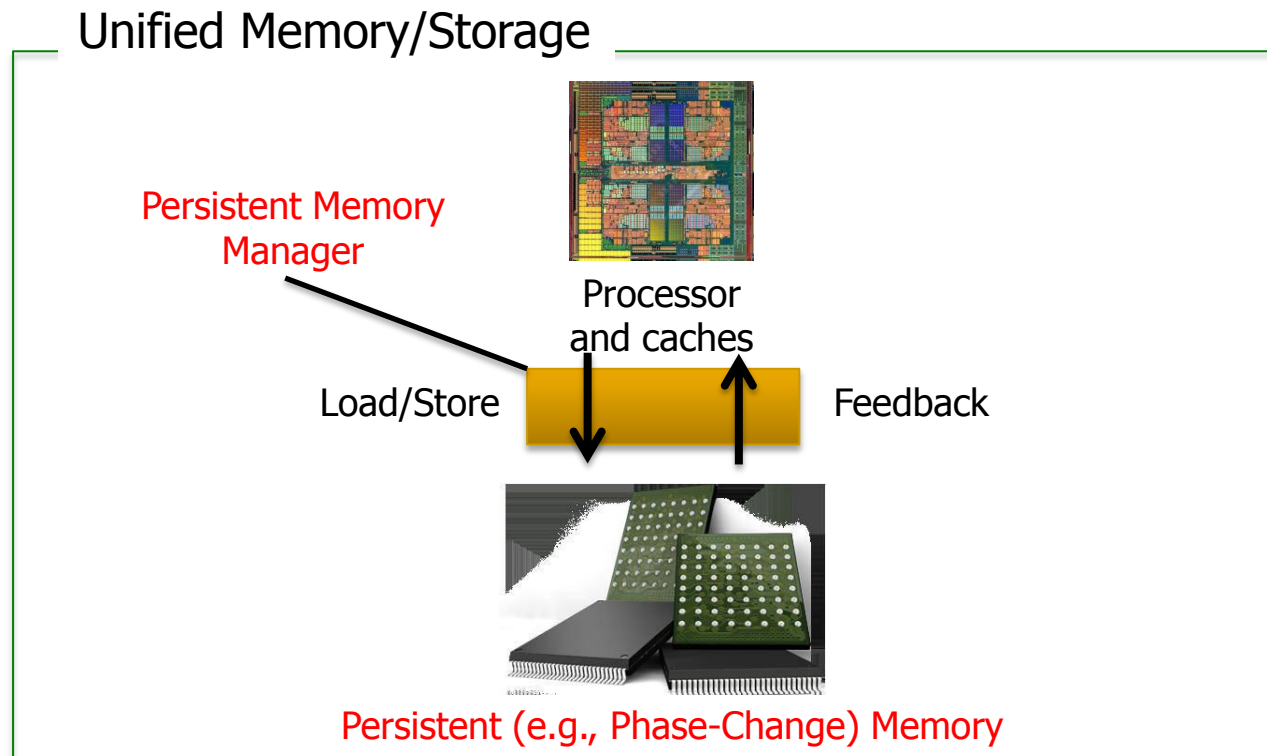 Unified Memory/Storage
Persistent Memory
Manager
Processor
and caches
Load/Store
Feedback
Persistent (e.g., Phase-Change) Memory